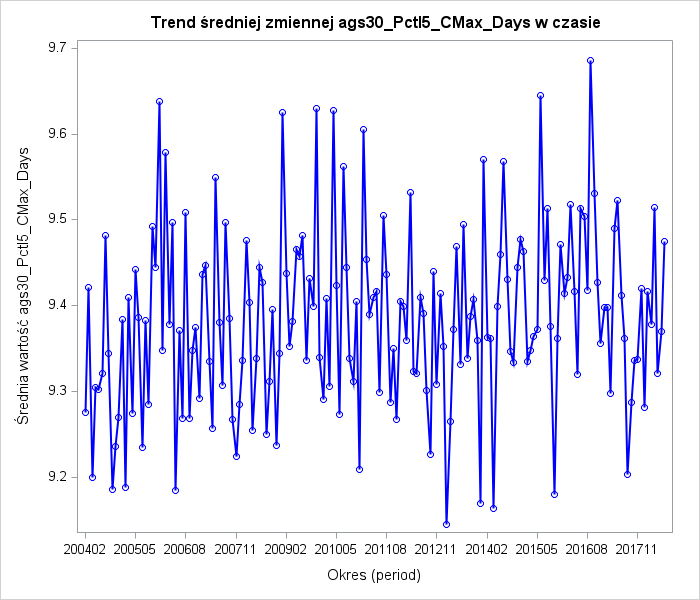 Trend średniej zmiennej ags30_Pctl5_CMax_Days w czasie
Średnia wartość ags30_Pctl5_CMax_Days
9.7
9.6
9.5
9.4
9.3
9.2
200402 200505 200608 200711 200902 201005 201108 201211 201402 201505 201608 201711
Okres (period)